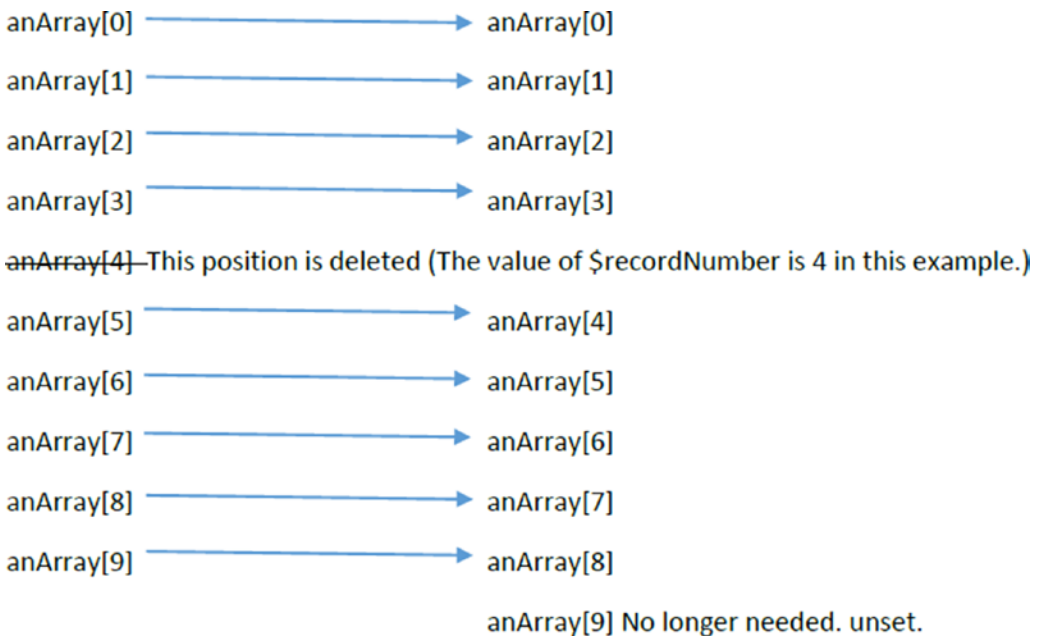 anArray[0] anArray[0]
anArray[1] anArray[1]
anArray[2] anArray[2]
anArray[3] anArray[3]
anArray[4] This position is deleted (The value of $recordNumber is 4 in this example.)
anArray[5] anArray[4]
anArray[6] anArray[5]
anArray[7] anArray[6]
anArray[8] anArray[7]
anArray[9] anArray[8]
anArray[9] No longer needed. unset.